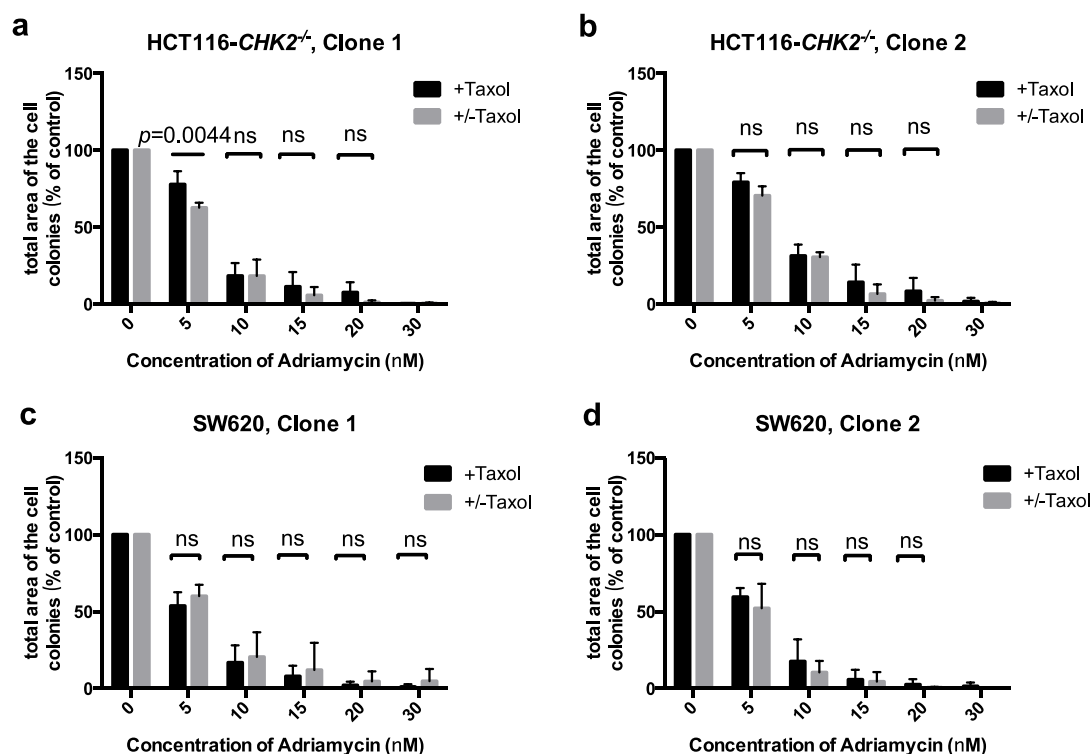 a
HCT116-CHK2-/-, Clone 1
150
100
50
0
total area of the cell
colonies (% of control)
+Taxol
+/-Taxol
p=0.0044
ns
ns
ns
0
5
10
15
20
30
Concentration of Adriamycin (nM)
b
HCT116-CHK2-/-, Clone 2
150
100
50
0
total area of the cell
colonies (% of control)
+Taxol
+/-Taxol
ns
ns
ns
ns
0
5
10
15
20
30
Concentration of Adriamycin (nM)
c
SW620, Clone 1
150
100
50
0
total area of the cell
colonies (% of control)
+Taxol
+/-Taxol
ns
ns
ns
ns
ns
0
5
10
15
20
30
Concentration of Adriamycin (nM)
d
SW620, Clone 2
150
100
50
0
total area of the cell
colonies (% of control)
+Taxol
+/-Taxol
ns
ns
ns
ns
0
5
10
15
20
30
Concentration of Adriamycin (nM)